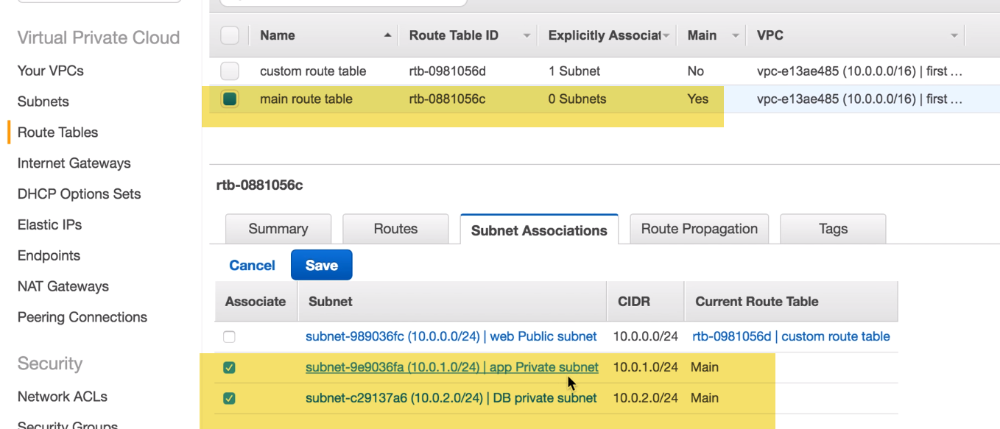 Virtual Private Cloud
Your VPCs
Subnets
Route Tables
Internet Gateways
DHCP Options Sets
Elastic IPs
Endpoints
NAT Gateways
Peering Connections
Security
Network ACLs
Security Groups
Name Route Table ID Explicitly Associat Main VPC
custom route table rtb-0981056d 1 Subnet No vpc-e13ae485 (10.0.0.0/16) | first ...
main route table rtb-0881056c 0 Subnets Yes vpc-e13ae485 (10.0.0.0/16) | first ...
rtb-0881056c
Summary Routes Subnet Associations Route Propagation Tags
Cancel Save
Associate Subnet CIDR Current Route Table
subnet-989036fc (10.0.0.0/24) | web Public subnet 10.0.0.0/24 rtb-0981056d | custom route table
subnet-9e9036fa (10.0.1.0/24) | app Private subnet 10.0.1.0/24 Main
subnet-c29137a6 (10.0.2.0/24) | DB private subnet 10.0.2.0/24 Main